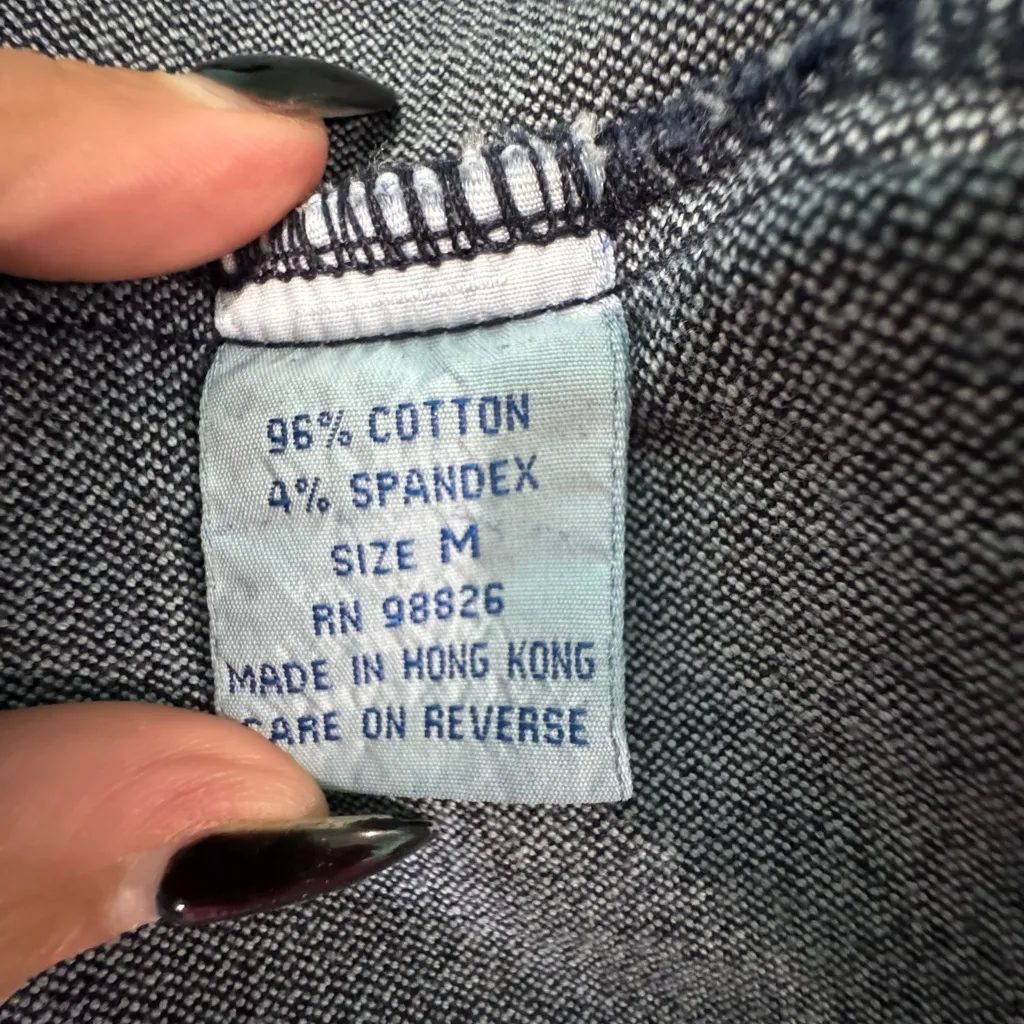 96% COTTON
4% SPANDEX
SIZE M
RN 98826
MADE IN HONG KONG
CARE ON REVERSE